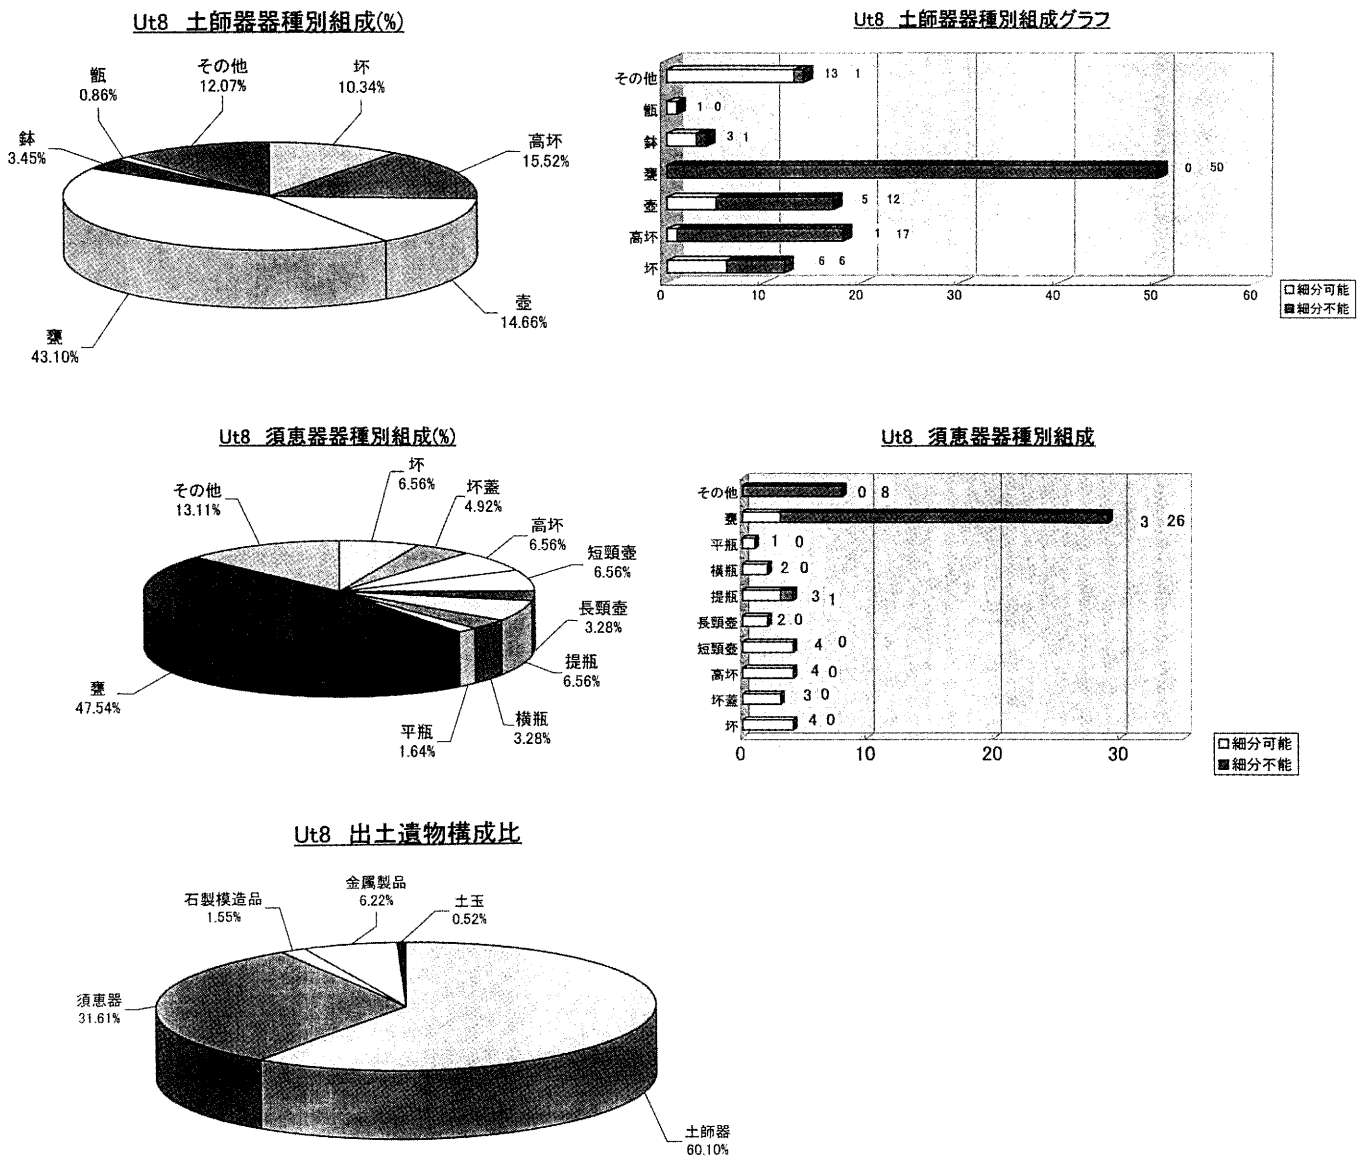 Ut8 土師器器種別組成(%)
甑
0.86%
その他
12.07%
坏
10.34%
鉢
3.45%
高坏
15.52%
甕
43.10%
壺
14.66%
Ut8 土師器器種別組成グラフ
その他 13 1
甑 1 0
鉢 3 1
甕 0 50
壺 5 12
高坏 1 17
坏 6 6
0 10 20 30 40 50 60
□細分可能
■細分不能
Ut8 須恵器器種別組成(%)
その他
13.11%
坏
6.56%
坏蓋
4.92%
高坏
6.56%
短頸壺
6.56%
長頸壺
3.28%
提瓶
6.56%
横瓶
3.28%
平瓶
1.64%
甕
47.54%
Ut8 須恵器器種別組成
その他 0 8
甕 3 26
平瓶 1 0
横瓶 2 0
提瓶 3 1
長頸壺 2 0
短頸壺 4 0
高坏 4 0
坏蓋 3 0
坏 4 0
0 10 20 30
□細分可能
■細分不能
Ut8 出土遺物構成比
石製模造品
1.55%
金属製品
6.22%
土玉
0.52%
須恵器
31.61%
土師器
60.10%